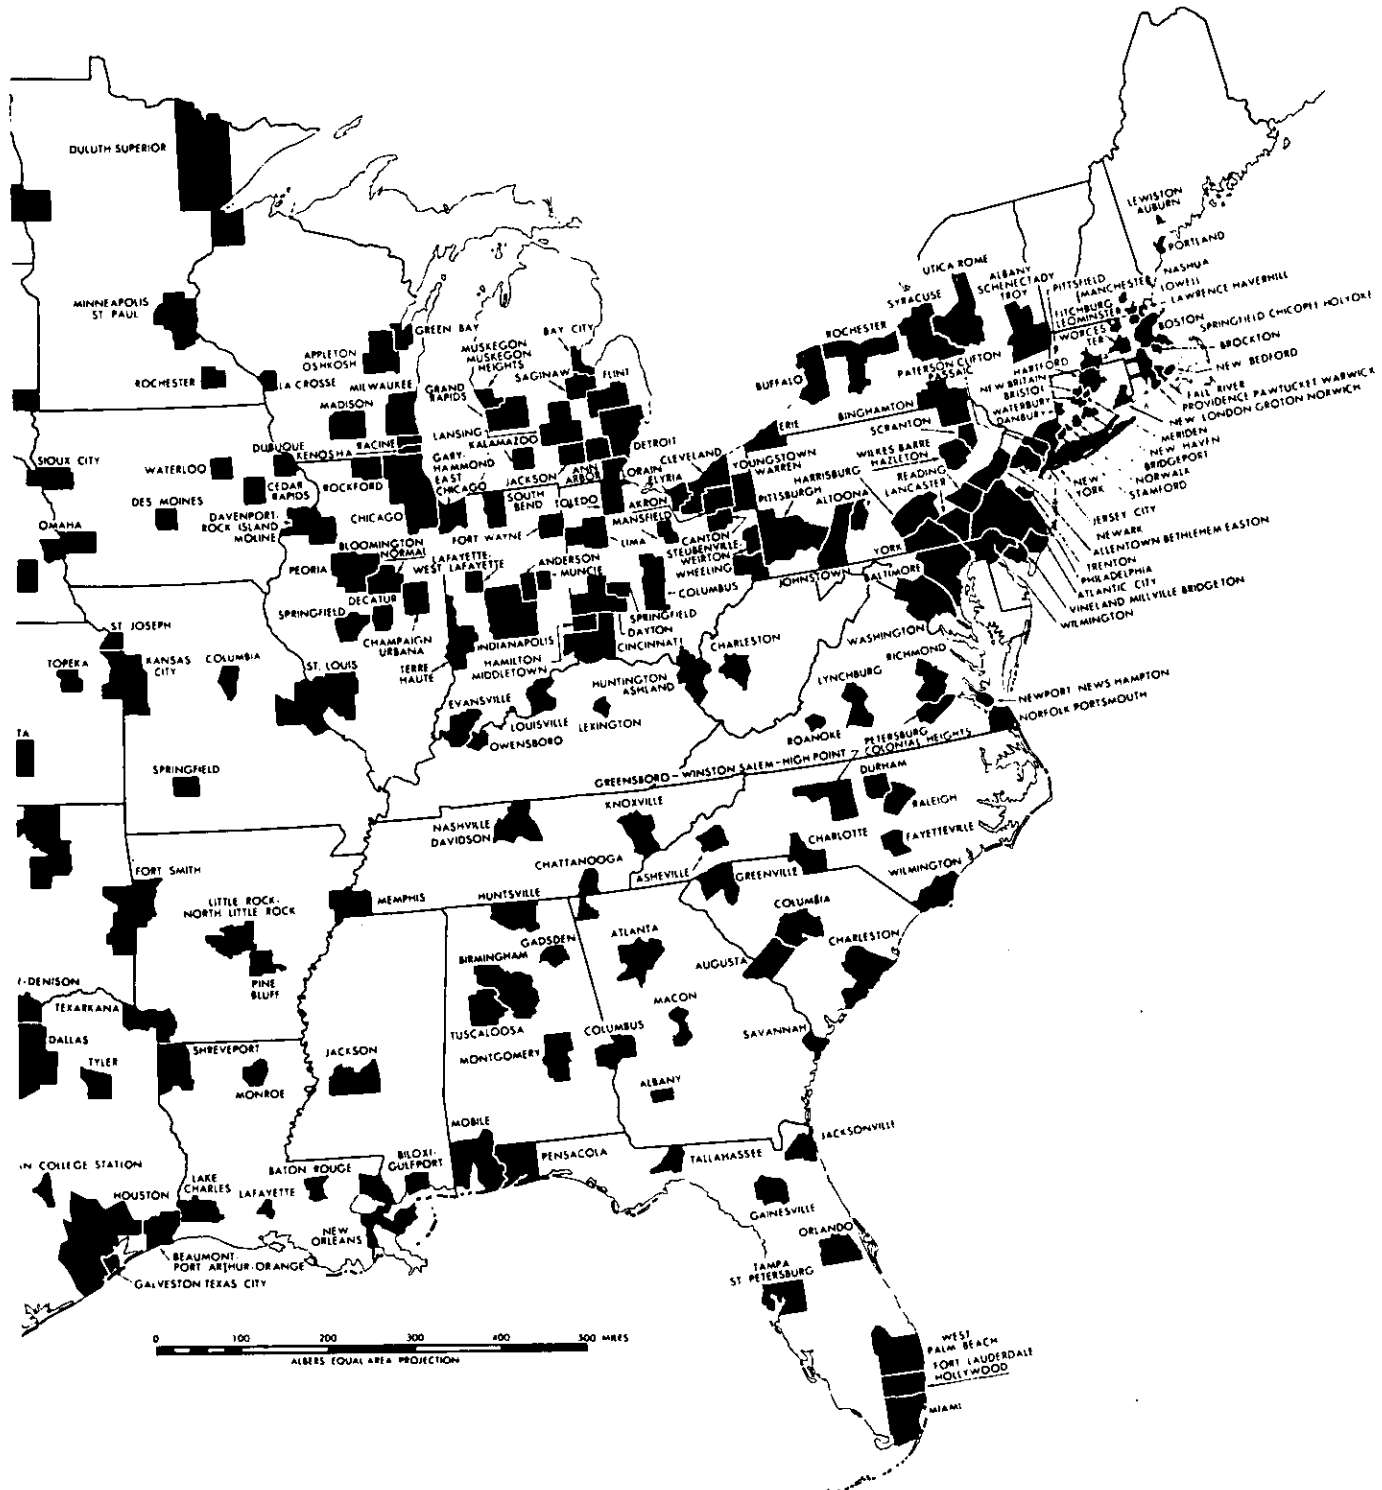 DULUTH SUPERIOR
MINNEAPOLIS
ST PAUL
ROCHESTER
LA CROSSE
APPLETON
OSHKOSH
GREEN BAY
MILWAUKEE
MADISON
RACINE
KENOSHA
DUBUQUE
WATERLOO
CEDAR
RAPIDS
ROCKFORD
SIOUX CITY
DES MOINES
OMAHA
DAVENPORT-
ROCK ISLAND
MOLINE
CHICAGO
BLOOMINGTON
NORMAL
PEORIA
SPRINGFIELD
DECATUR
CHAMPAIGN
URBANA
MUSKEGON
MUSKEGON
HEIGHTS
BAY CITY
SAGINAW
FLINT
GRAND
RAPIDS
LANSING
KALAMAZOO
JACKSON
ANN
ARBOR
DETROIT
GARY-
HAMMOND
EAST
CHICAGO
SOUTH
BEND
TOLEDO
FORT WAYNE
LIMA
LAFAYETTE-
WEST LAFAYETTE
ANDERSON
MUNCIE
INDIANAPOLIS
TERRE
HAUTE
HAMILTON
MIDDLETOWN
CINCINNATI
DAYTON
SPRINGFIELD
COLUMBUS
MANSFIELD
AKRON
LORAIN
ELYRIA
CLEVELAND
CANTON
STEUBENVILLE-
WEIRTON
WHEELING
YOUNGSTOWN
WARREN
PITTSBURGH
ERIE
ALTOONA
JOHNSTOWN
HARRISBURG
YORK
READING
LANCASTER
WILKES BARRE
HAZLETON
SCRANTON
BINGHAMTON
BUFFALO
ROCHESTER
SYRACUSE
UTICA ROME
ALBANY
SCHENECTADY
TROY
PATERSON CLIFTON
PASSAIC
LEWISTON
AUBURN
PORTLAND
NASHUA
MANCHESTER
PITTSFIELD
LOWELL
LAWRENCE HAVERHILL
FITCHBURG
LEOMINSTER
WORCES
TER
BOSTON
SPRINGFIELD CHICOPEE HOLYOKE
BROCKTON
NEW BEDFORD
FALL RIVER
PROVIDENCE PAWTUCKET WARWICK
NEW LONDON GROTON NORWICH
HARTFORD
NEW BRITAIN
BRISTOL
WATERBURY
DANBURY
MERIDEN
NEW
HAVEN
BRIDGEPORT
NORWALK
STAMFORD
NEW
YORK
JERSEY CITY
NEWARK
ALLENTOWN BETHLEHEM EASTON
TRENTON
PHILADELPHIA
ATLANTIC CITY
VINELAND MILLVILLE BRIDGETON
WILMINGTON
BALTIMORE
WASHINGTON
RICHMOND
NEWPORT NEWS HAMPTON
NORFOLK PORTSMOUTH
PETERSBURG
COLONIAL HEIGHTS
LYNCHBURG
ROANOKE
CHARLESTON
HUNTINGTON
ASHLAND
LEXINGTON
LOUISVILLE
EVANSVILLE
OWENSBORO
ST JOSEPH
TOPEKA
KANSAS
CITY
COLUMBIA
ST. LOUIS
SPRINGFIELD
TA
GREENSBORO – WINSTON SALEM – HIGH POINT
DURHAM
RALEIGH
FAYETTEVILLE
CHARLOTTE
WILMINGTON
ASHEVILLE
GREENVILLE
COLUMBIA
CHARLESTON
KNOXVILLE
CHATTANOOGA
NASHVILLE
DAVIDSON
MEMPHIS
FORT SMITH
LITTLE ROCK-
NORTH LITTLE ROCK
PINE
BLUFF
HUNTSVILLE
GADSDEN
BIRMINGHAM
TUSCALOOSA
MONTGOMERY
ATLANTA
AUGUSTA
MACON
COLUMBUS
SAVANNAH
ALBANY
-DENISON
TEXARKANA
DALLAS
TYLER
SHREVEPORT
MONROE
JACKSON
MOBILE
PENSACOLA
BILOXI-
GULFPORT
BATON ROUGE
LAFAYETTE
LAKE
CHARLES
NEW
ORLEANS
N COLLEGE STATION
HOUSTON
BEAUMONT-
PORT ARTHUR-ORANGE
GALVESTON TEXAS CITY
TALLAHASSEE
JACKSONVILLE
GAINESVILLE
ORLANDO
TAMPA
ST PETERSBURG
WEST
PALM BEACH
FORT LAUDERDALE
HOLLYWOOD
MIAMI
0 100 200 300 400 500 MILES
ALBERS EQUAL AREA PROJECTION